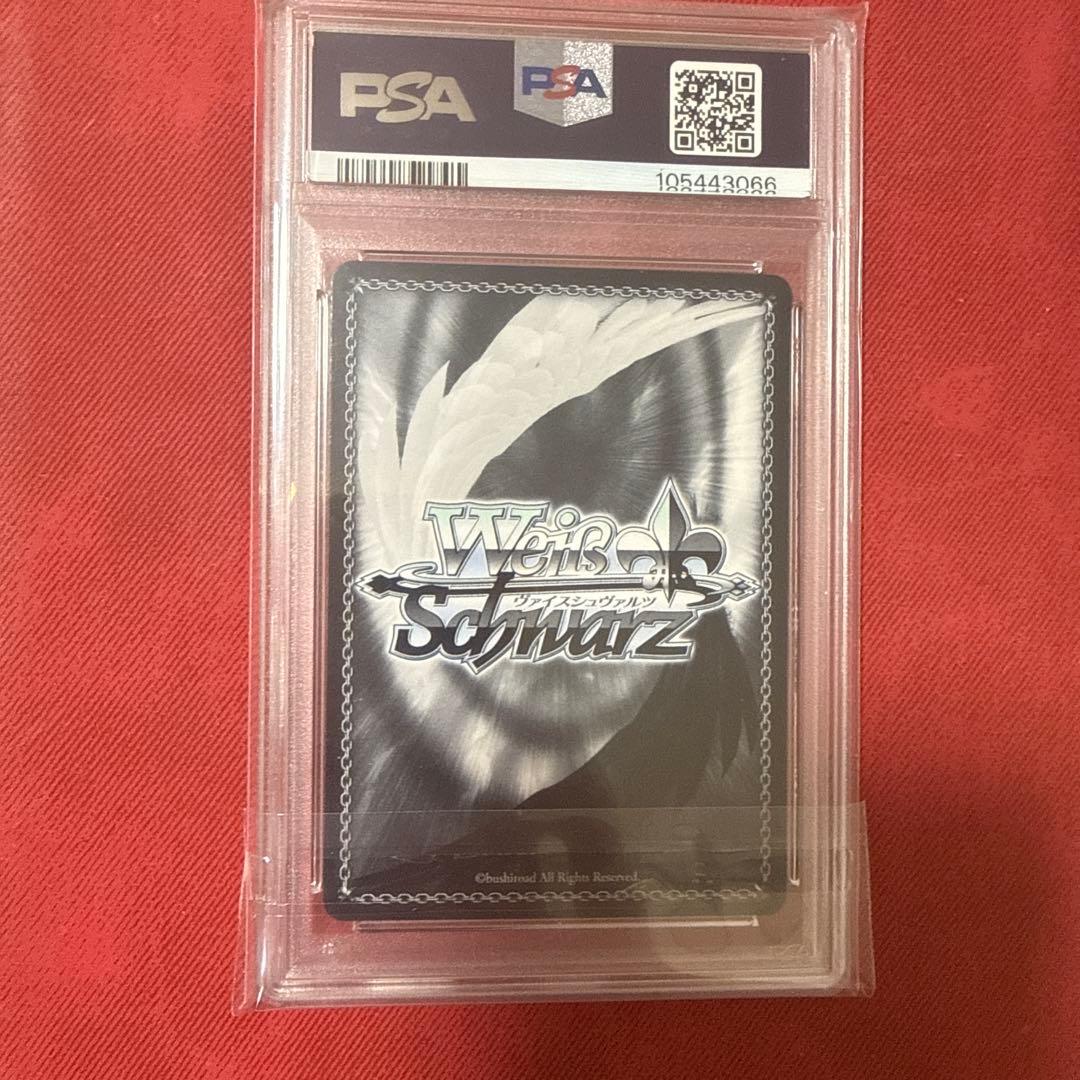 PSA
PSA
105443066
Weiß
ヴァイスシュヴァルツ
Schwarz
©bushiroad All Rights Reserved.